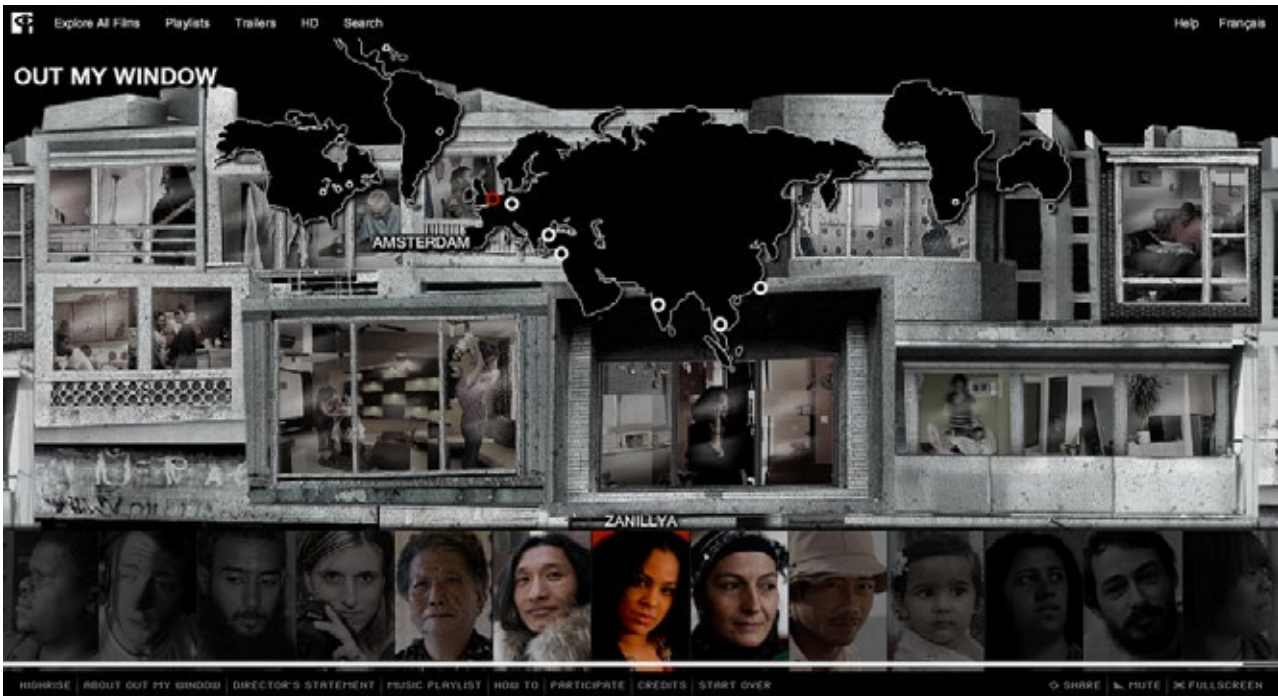 Explore All Films Playlists Trailers HD Search Help Français
OUT MY WINDOW
AMSTERDAM
ZANILLYA
HIGHRISE ABOUT OUT MY WINDOW DIRECTOR'S STATEMENT MUSIC PLAYLIST HOW TO PARTICIPATE CREDITS START OVER SHARE MUTE FULLSCREEN